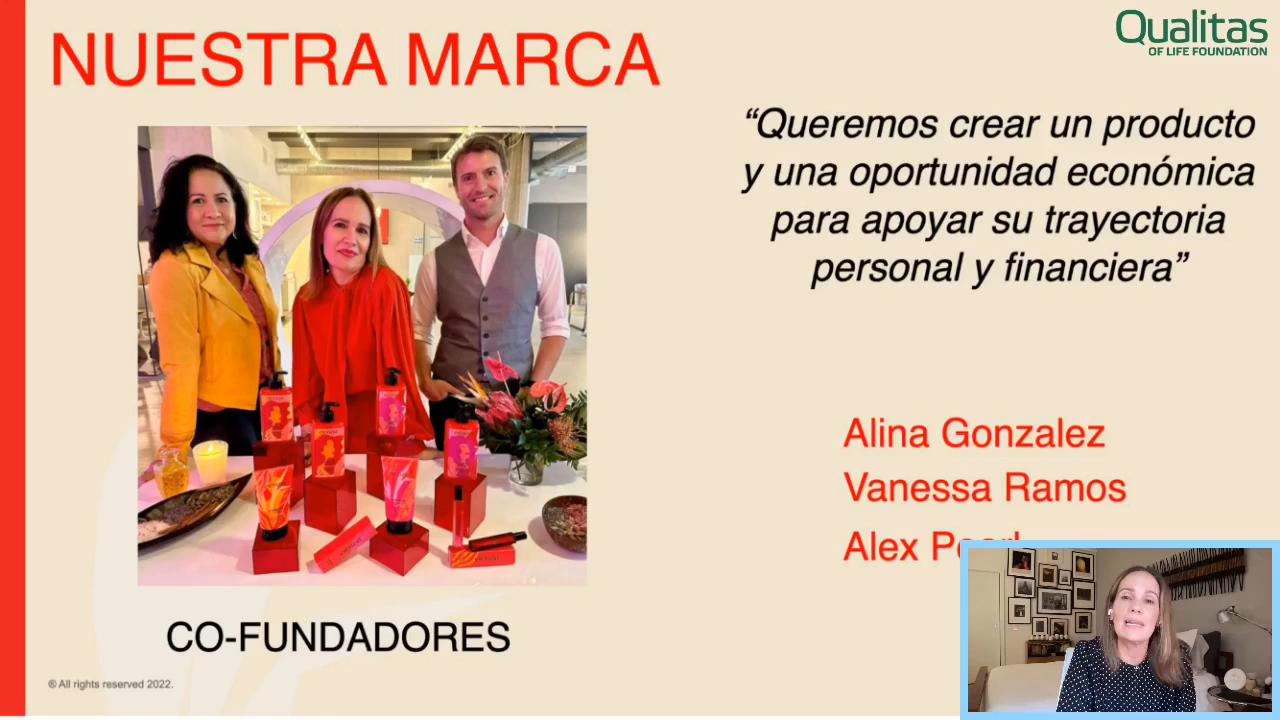 NUESTRA MARCA
Qualitas
OF LIFE FOUNDATION
“Queremos crear un producto
y una oportunidad económica
para apoyar su trayectoria
personal y financiera”
Alina Gonzalez
Vanessa Ramos
Alex
CO-FUNDADORES
® All rights reserved 2022.